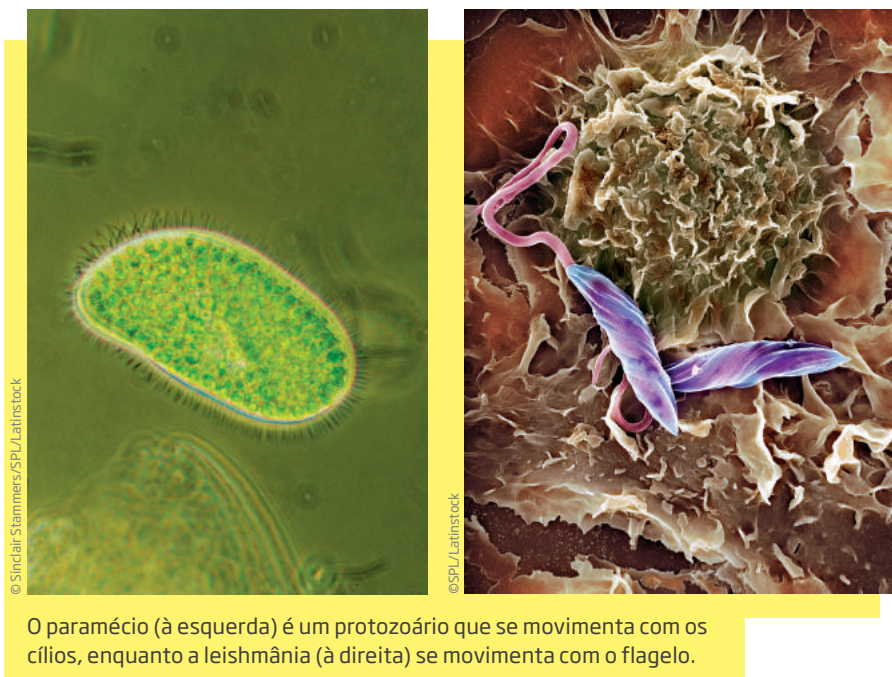 © Sinclair Stammers/SPL/Latinstock
©SPL/Latinstock
O paramécio (à esquerda) é um protozoário que se movimenta com os
cílios, enquanto a leishmânia (à direita) se movimenta com o flagelo.